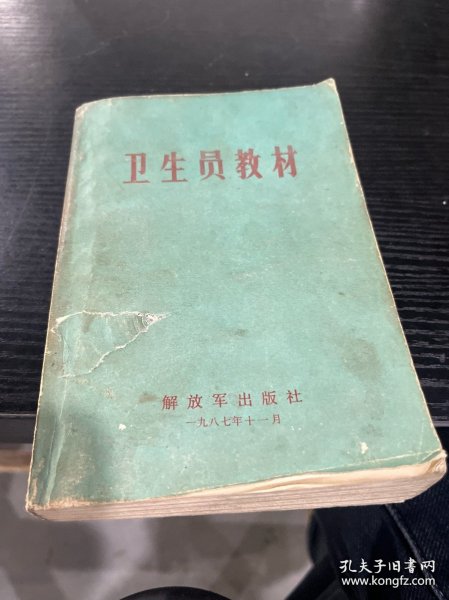 卫生员教材
解放军出版社
一九八七年十一月
孔夫子旧书网
www.kongfz.com